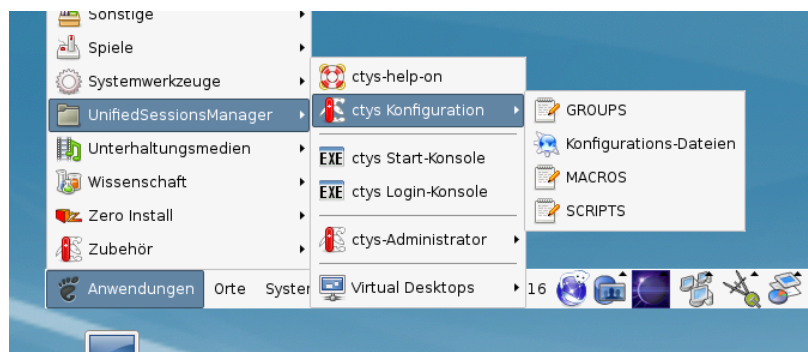 Sonstige
Spiele
Systemwerkzeuge
UnifiedSessionsManager
Unterhaltungsmedien
Wissenschaft
Zero Install
Zubehör
Anwendungen
Orte
ctys-help-on
ctys Konfiguration
EXE ctys Start-Konsole
EXE ctys Login-Konsole
ctys-Administrator
Virtual Desktops
GROUPS
Konfigurations-Dateien
MACROS
SCRIPTS
16